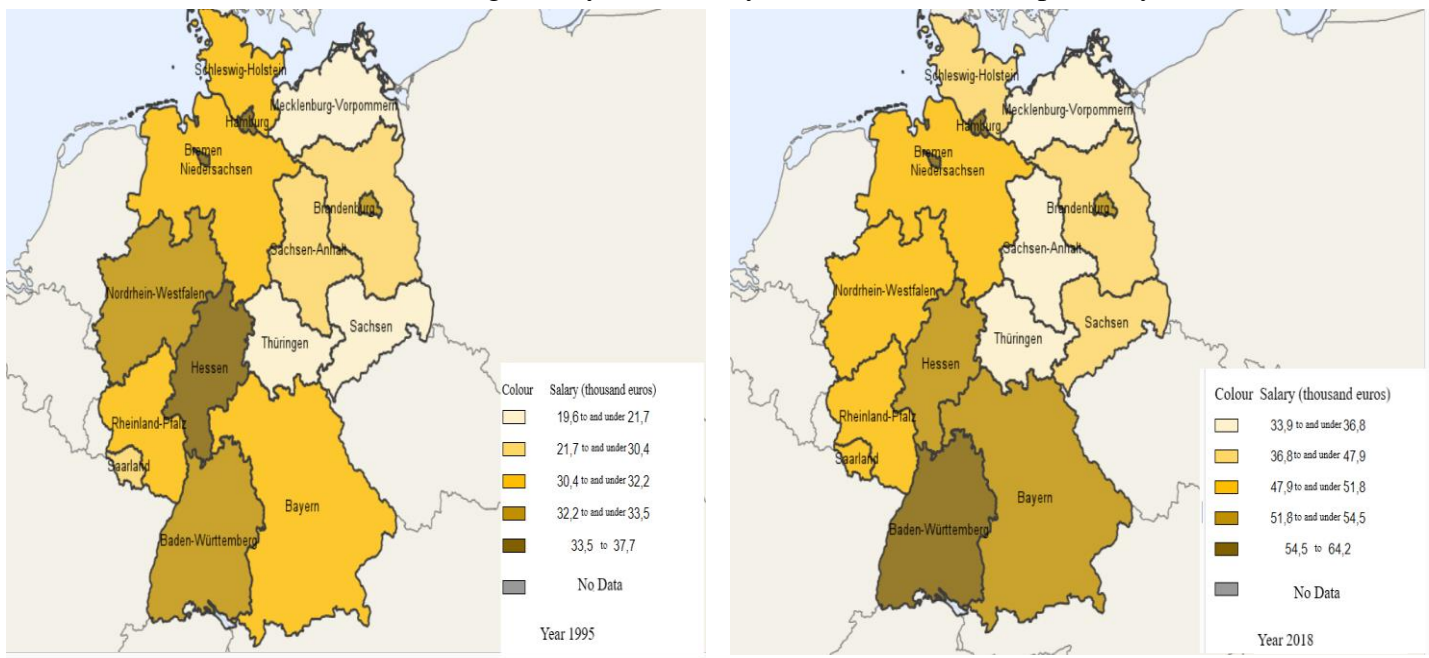 Schleswig-Holstein
Mecklenburg-Vorpommern
Hamburg
Bremen
Niedersachsen
Brandenburg
Sachsen-Anhalt
Nordrhein-Westfalen
Sachsen
Thüringen
Hessen
Rheinland-Pfalz
Saarland
Bayern
Baden-Württemberg
Colour Salary (thousand euros)
19,6 to and under 21,7
21,7 to and under 30,4
30,4 to and under 32,2
32,2 to and under 33,5
33,5 to 37,7
No Data
Year 1995
Schleswig-Holstein
Mecklenburg-Vorpommern
Hamburg
Bremen
Niedersachsen
Brandenburg
Sachsen-Anhalt
Nordrhein-Westfalen
Sachsen
Thüringen
Hessen
Rheinland-Pfalz
Saarland
Bayern
Baden-Württemberg
Colour Salary (thousand euros)
33,9 to and under 36,8
36,8 to and under 47,9
47,9 to and under 51,8
51,8 to and under 54,5
54,5 to 64,2
No Data
Year 2018